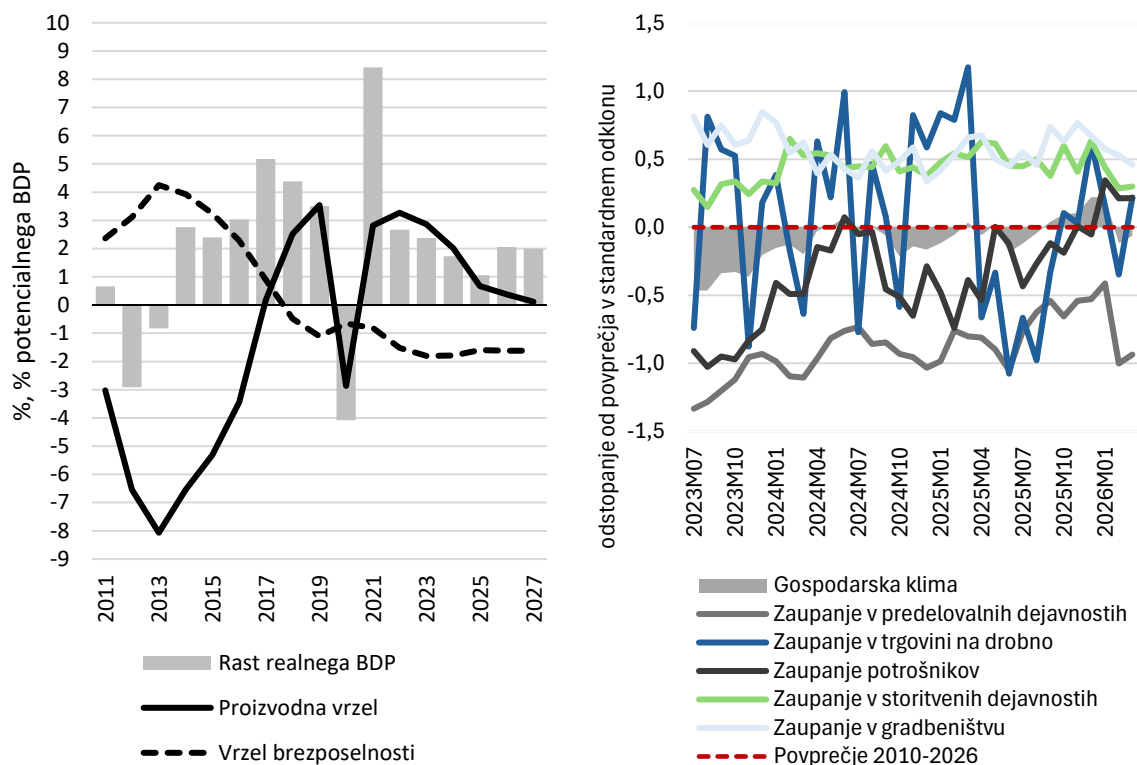 %, % potencialnega BDP
10
9
8
7
6
5
4
3
2
1
0
-1
-2
-3
-4
-5
-6
-7
-8
-9
2011
2013
2015
2017
2019
2021
2023
2025
2027
Rast realnega BDP
Proizvodna vrzel
Vrzel brezposelnosti
odstopanje od povprečja v standardnem odklonu
1,5
1,0
0,5
0,0
-0,5
-1,0
-1,5
2023M07
2023M10
2024M01
2024M04
2024M07
2024M10
2025M01
2025M04
2025M07
2025M10
2026M01
Gospodarska klima
Zaupanje v predelovalnih dejavnostih
Zaupanje v trgovini na drobno
Zaupanje potrošnikov
Zaupanje v storitvenih dejavnostih
Zaupanje v gradbeništvu
Povprečje 2010-2026